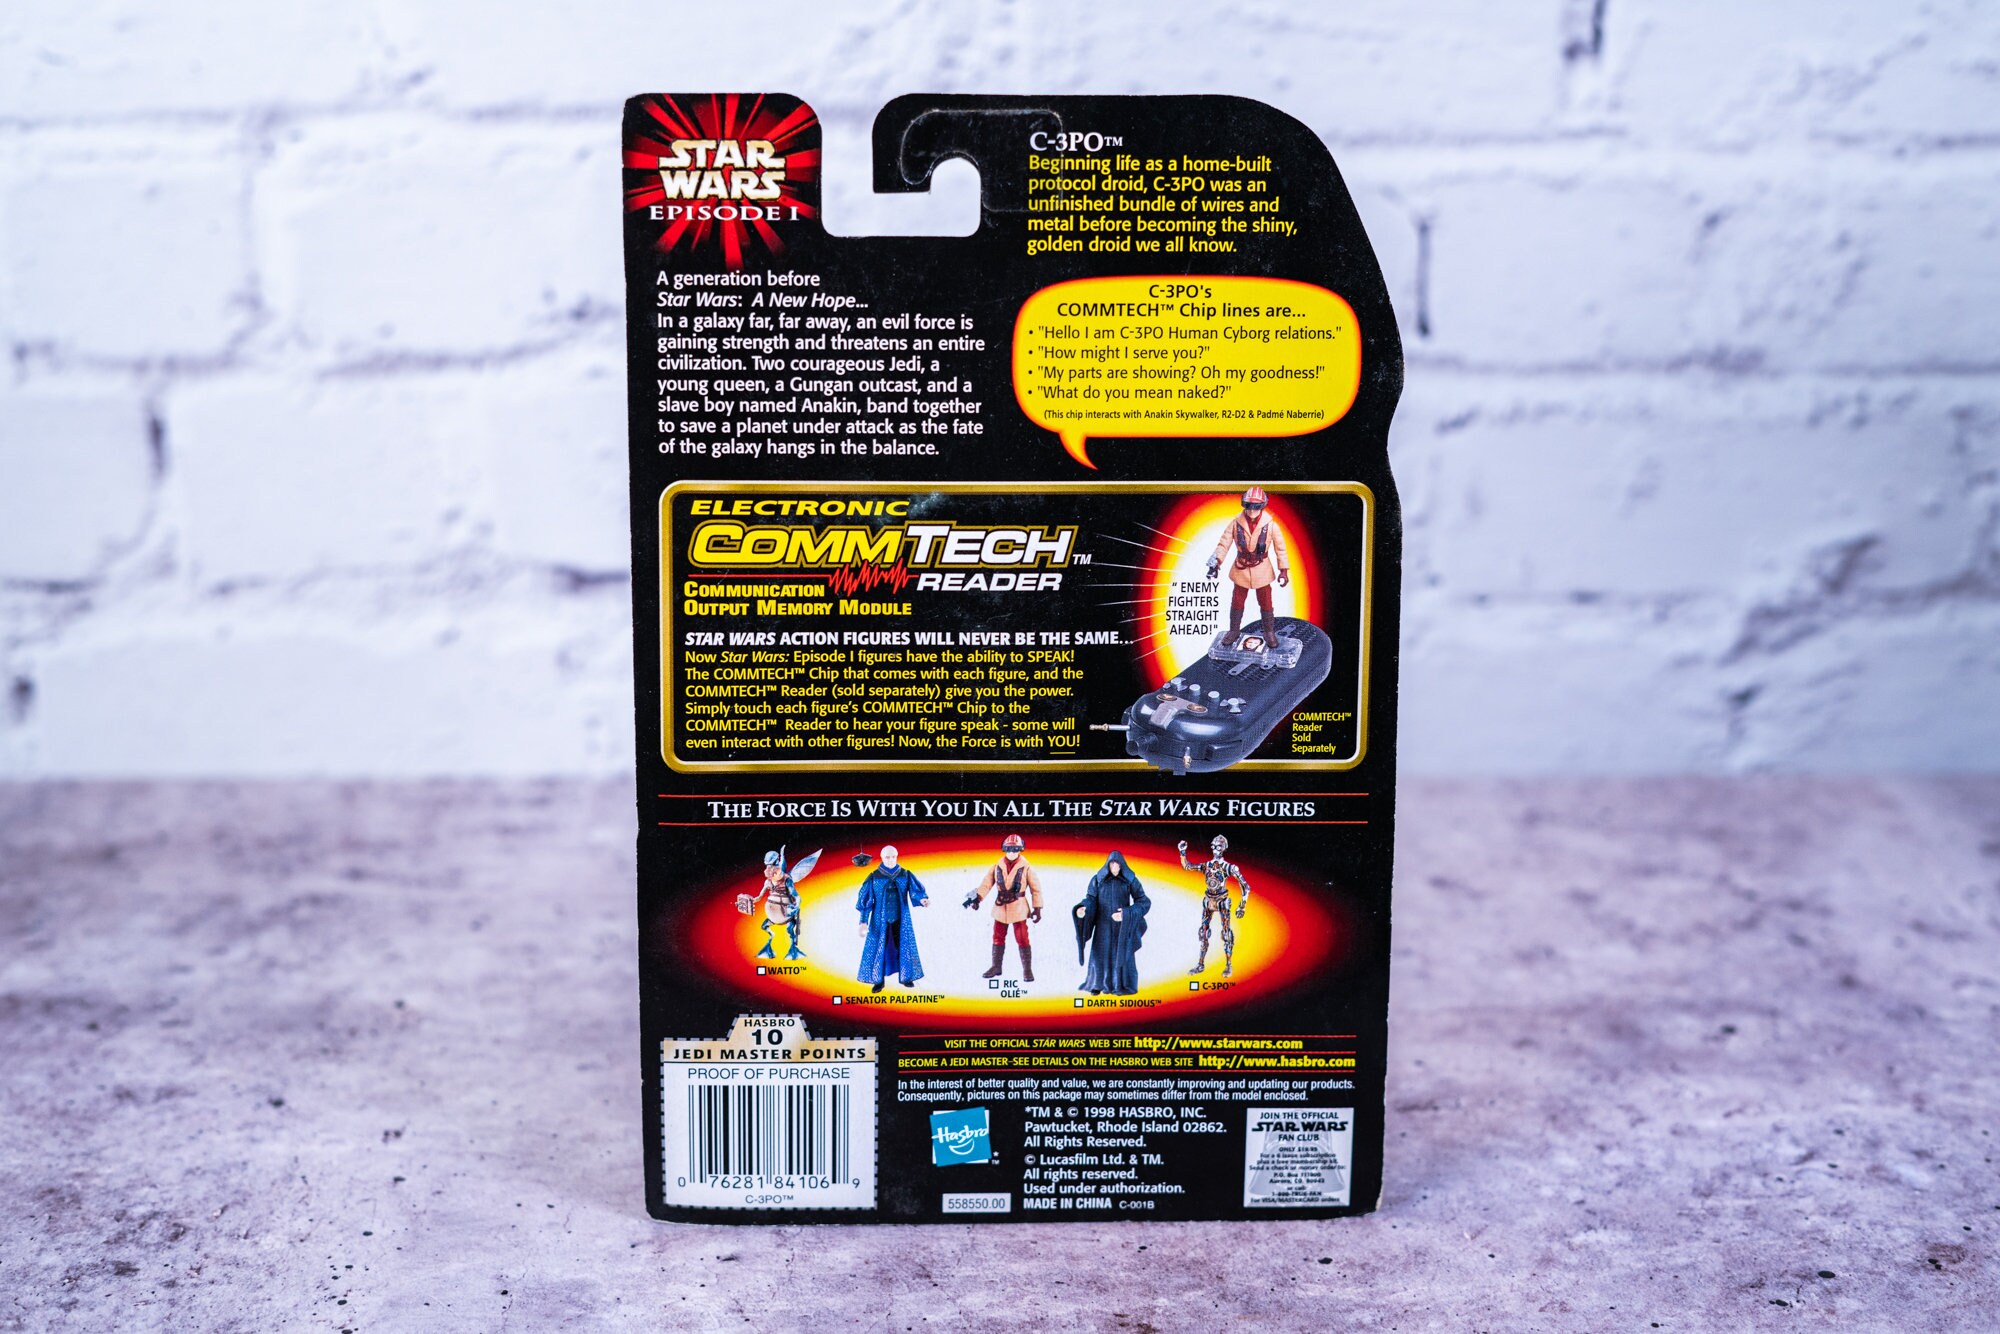 STAR
WARS
EPISODE I
C-3PO™
Beginning life as a home-built
protocol droid, C-3PO was an
unfinished bundle of wires and
metal before becoming the shiny,
golden droid we all know.
A generation before
Star Wars: A New Hope...
In a galaxy far, far away, an evil force is
gaining strength and threatens an entire
civilization. Two courageous Jedi, a
young queen, a Gungan outcast, and a
slave boy named Anakin, band together
to save a planet under attack as the fate
of the galaxy hangs in the balance.
C-3PO's
COMMTECH™ Chip lines are...
• "Hello I am C-3PO Human Cyborg relations."
• "How might I serve you?"
• "My parts are showing? Oh my goodness!"
• "What do you mean naked?"
(This chip interacts with Anakin Skywalker, R2-D2 & Padmé Naberrie)
ELECTRONIC
COMMTECH™
READER
COMMUNICATION
OUTPUT MEMORY MODULE
STAR WARS ACTION FIGURES WILL NEVER BE THE SAME...
Now Star Wars: Episode I figures have the ability to SPEAK!
The COMMTECH™ Chip that comes with each figure, and the
COMMTECH™ Reader (sold separately) give you the power.
Simply touch each figure's COMMTECH™ Chip to the
COMMTECH™ Reader to hear your figure speak - some will
even interact with other figures! Now, the Force is with YOU!
" ENEMY
FIGHTERS
STRAIGHT
AHEAD!"
COMMTECH™
Reader
Sold
Separately
THE FORCE IS WITH YOU IN ALL THE STAR WARS FIGURES
WATTO™
SENATOR PALPATINE™
RIC
OLIÉ™
DARTH SIDIOUS™
C-3PO™
HASBRO
10
JEDI MASTER POINTS
PROOF OF PURCHASE
0 76281 84106 9
C-3PO™
VISIT THE OFFICIAL STAR WARS WEB SITE http://www.starwars.com
BECOME A JEDI MASTER-SEE DETAILS ON THE HASBRO WEB SITE http://www.hasbro.com
In the interest of better quality and value, we are constantly improving and updating our products.
Consequently, pictures on this package may sometimes differ from the model enclosed.
Hasbro
*
TM
*TM & © 1998 HASBRO, INC.
Pawtucket, Rhode Island 02862.
All Rights Reserved.
© Lucasfilm Ltd. & TM.
All rights reserved.
Used under authorization.
MADE IN CHINA C-001B
558550.00
JOIN THE OFFICIAL
STAR WARS
FAN CLUB